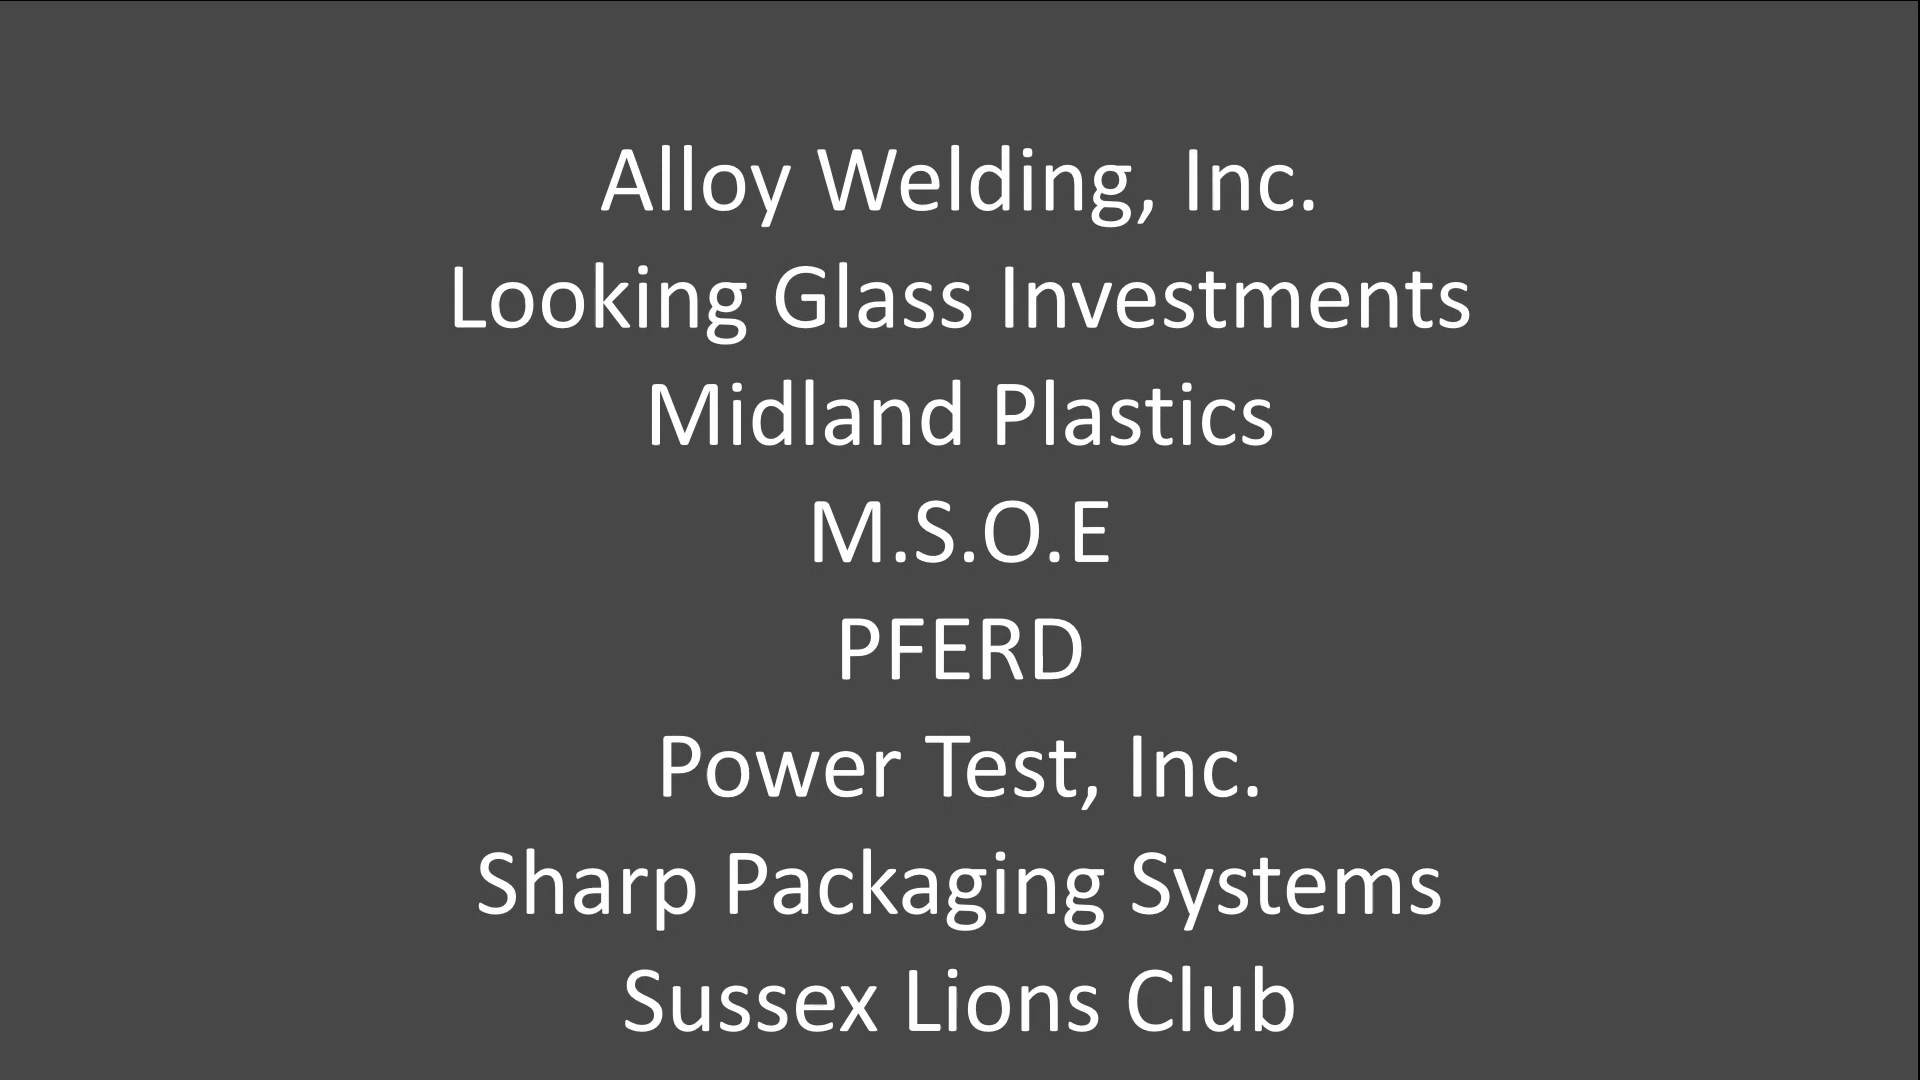 Alloy Welding, Inc.
Looking Glass Investments
Midland Plastics
M.S.O.E
PFERD
Power Test, Inc.
Sharp Packaging Systems
Sussex Lions Club